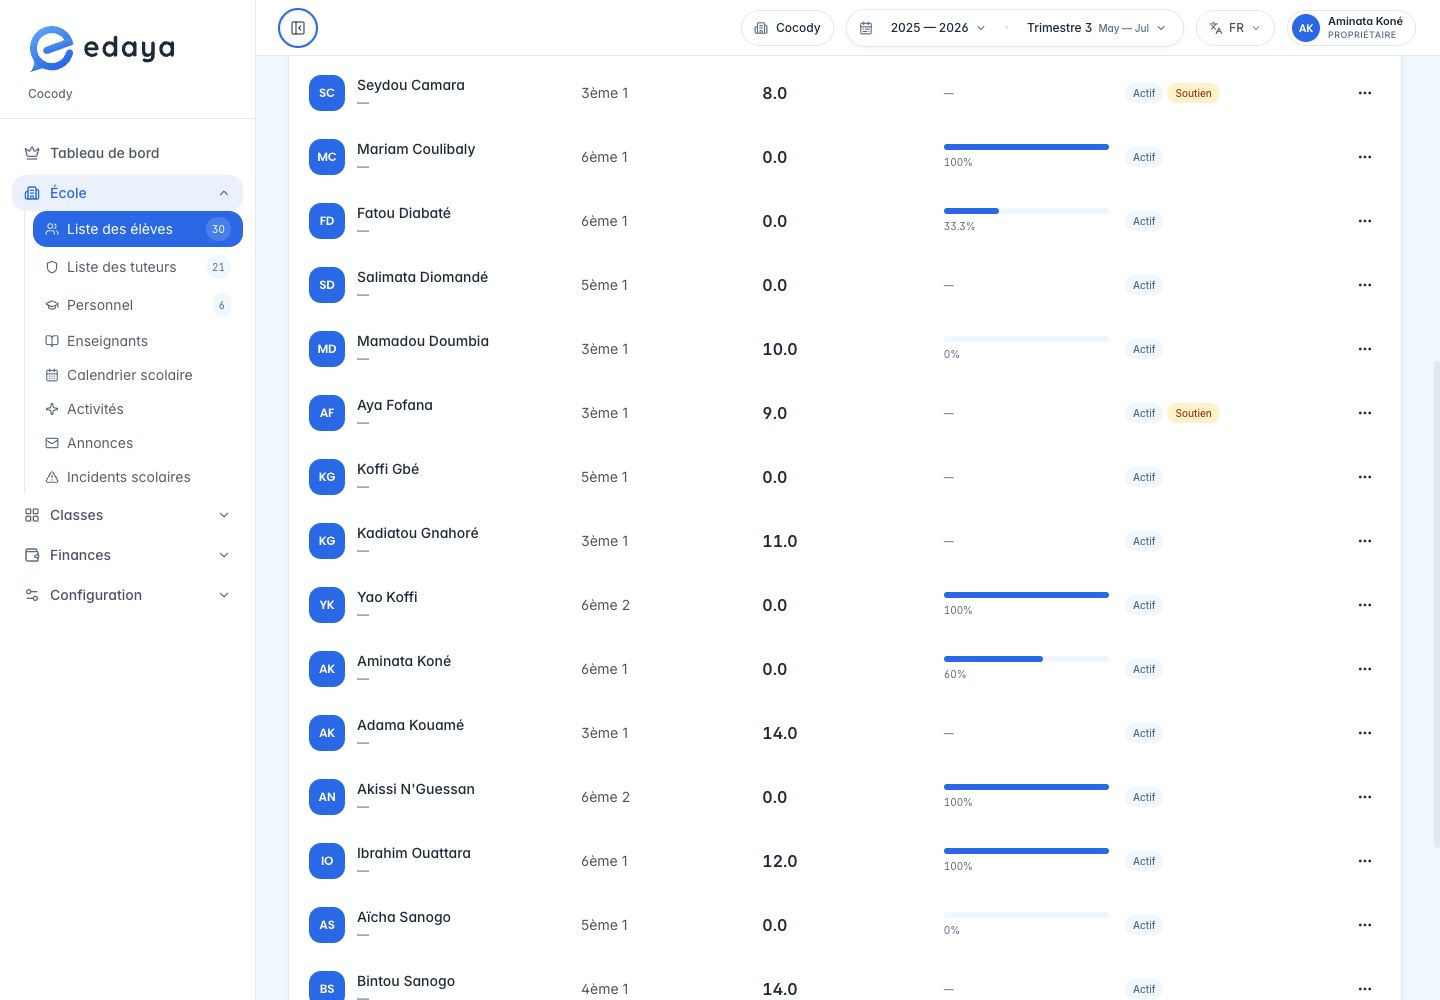 edaya
Cocody
Cocody
2025 — 2026
·
Trimestre 3 May — Jul
FR
AK
Aminata Koné
PROPRIÉTAIRE
Tableau de bord
École
Liste des élèves 30
Liste des tuteurs 21
Personnel 6
Enseignants
Calendrier scolaire
Activités
Annonces
Incidents scolaires
Classes
Finances
Configuration
SC Seydou Camara 3ème 1 8.0 — Actif Soutien
—
MC Mariam Coulibaly 6ème 1 0.0 100% Actif
—
FD Fatou Diabaté 6ème 1 0.0 33.3% Actif
—
SD Salimata Diomandé 5ème 1 0.0 — Actif
—
MD Mamadou Doumbia 3ème 1 10.0 0% Actif
—
AF Aya Fofana 3ème 1 9.0 — Actif Soutien
—
KG Koffi Gbé 5ème 1 0.0 — Actif
—
KG Kadiatou Gnahoré 3ème 1 11.0 — Actif
—
YK Yao Koffi 6ème 2 0.0 100% Actif
—
AK Aminata Koné 6ème 1 0.0 60% Actif
—
AK Adama Kouamé 3ème 1 14.0 — Actif
—
AN Akissi N'Guessan 6ème 2 0.0 100% Actif
—
IO Ibrahim Ouattara 6ème 1 12.0 100% Actif
—
AS Aïcha Sanogo 5ème 1 0.0 0% Actif
—
BS Bintou Sanogo 4ème 1 14.0 — Actif
—